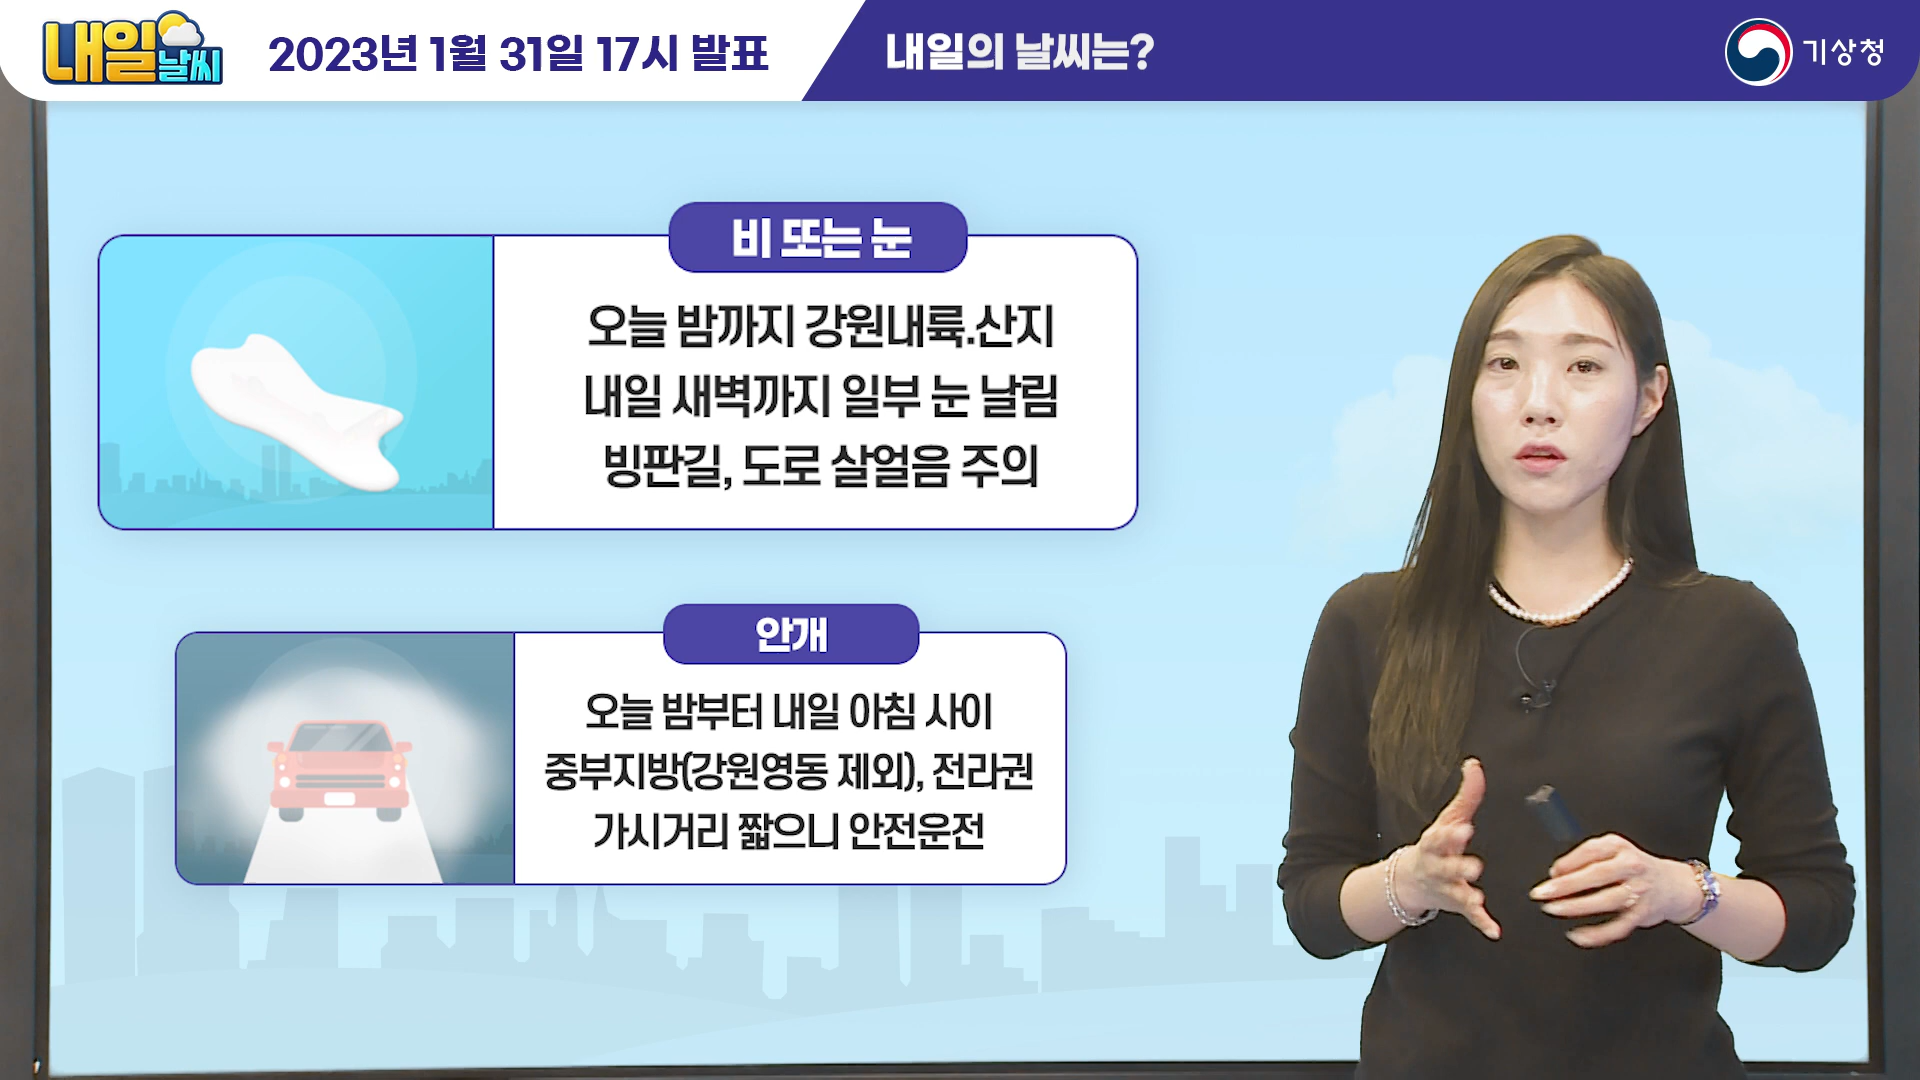 내일날씨
2023년 1월 31일 17시 발표
내일의 날씨는?
기상청
비 또는 눈
오늘 밤까지 강원내륙.산지
내일 새벽까지 일부 눈 날림
빙판길, 도로 살얼음 주의
안개
오늘 밤부터 내일 아침 사이
중부지방(강원영동 제외), 전라권
가시거리 짧으니 안전운전